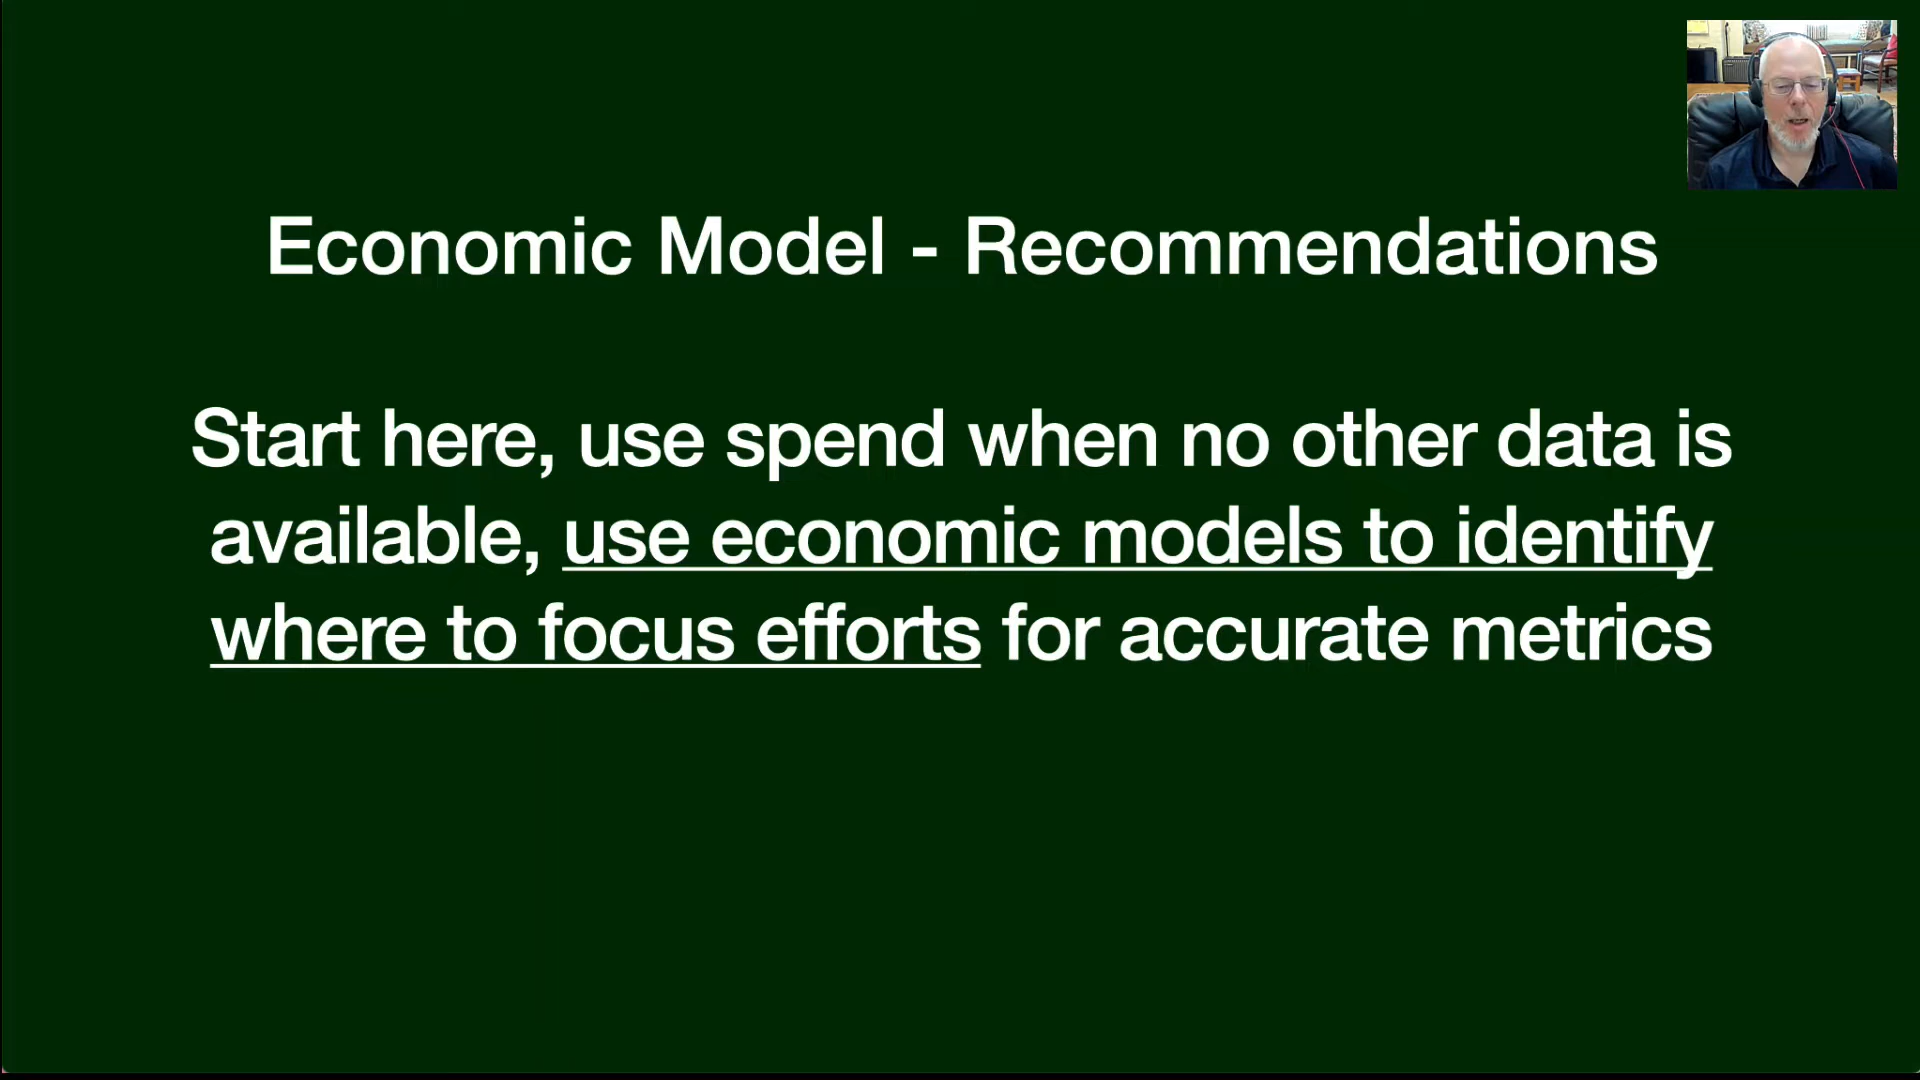 Economic Model - Recommendations
Start here, use spend when no other data is
available, use economic models to identify
where to focus efforts for accurate metrics